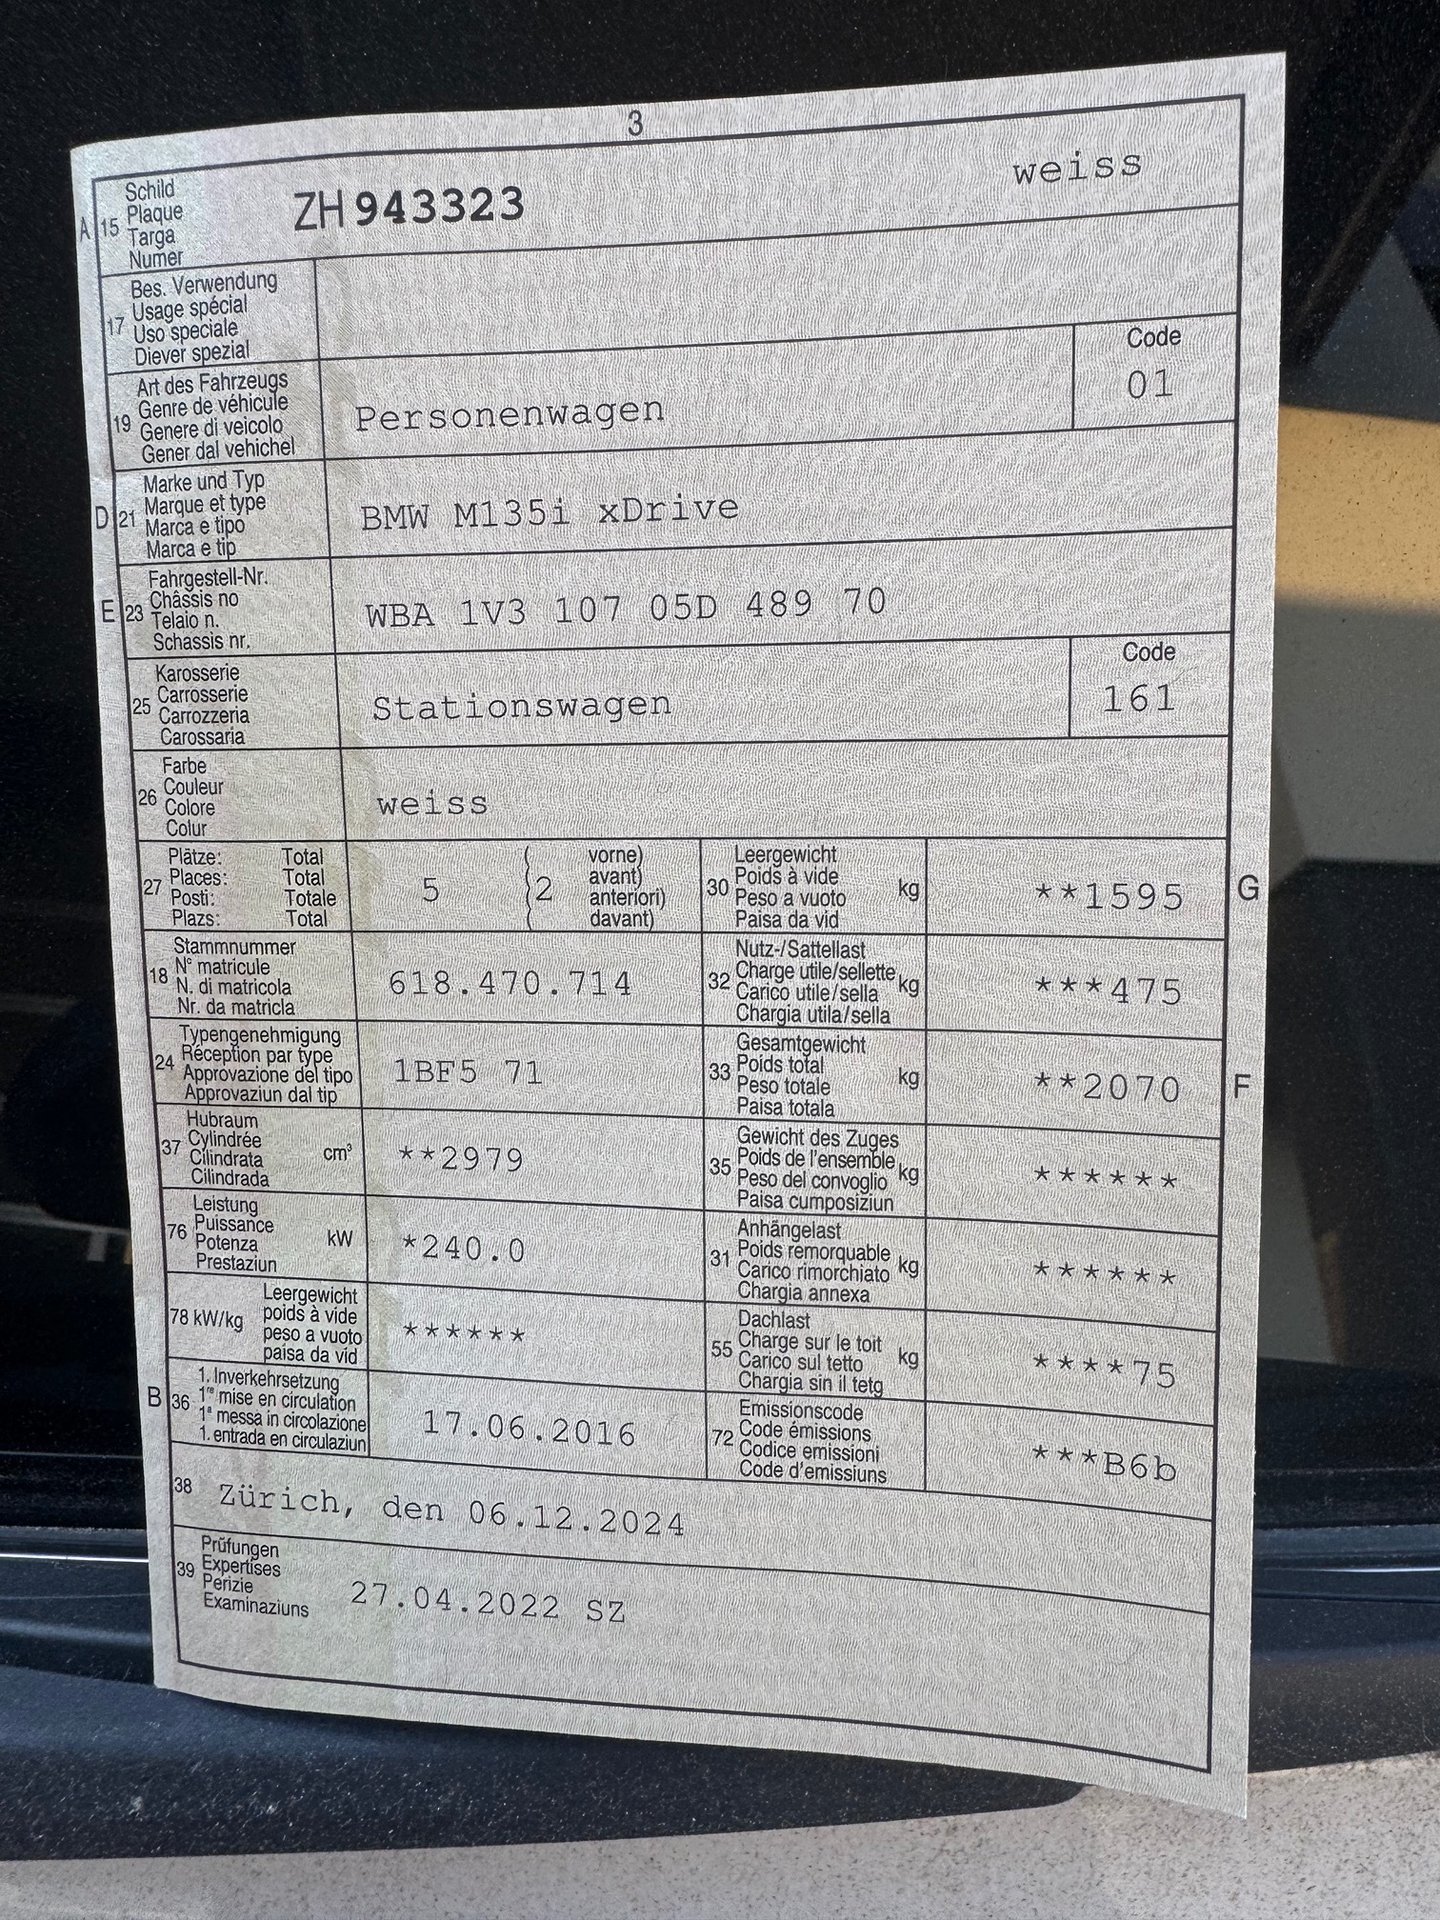 3
A 15 Schild Plaque Targa Numer ZH 943323 weiss
17 Bes. Verwendung Usage spécial Uso speciale Diever spezial
19 Art des Fahrzeugs Genre de véhicule Genere di veicolo Gener dal vehichel Personenwagen Code 01
D 21 Marke und Typ Marque et type Marca e tipo Marca e tip BMW M135i xDrive
E 23 Fahrgestell-Nr. Châssis no Telaio n. Schassis nr. WBA 1V3 107 05D 489 70
25 Karosserie Carrosserie Carrozzeria Carossaria Stationswagen Code 161
26 Farbe Couleur Colore Colur weiss
27 Plätze: Total Places: Total Posti: Totale Plazs: Total 5 (2 vorne) avant) anteriori) davant)
30 Leergewicht Poids à vide Peso a vuoto Paisa da vid kg **1595 G
18 Stammnummer N° matricule N. di matricola Nr. da matricla 618.470.714
32 Nutz-/Sattellast Charge utile/sellette Carico utile/sella Chargia utila/sella kg ***475
24 Typengenehmigung Réception par type Approvazione del tipo Approvaziun dal tip 1BF5 71
33 Gesamtgewicht Poids total Peso totale Paisa totala kg **2070 F
37 Hubraum Cylindrée Cilindrata Cilindrada cm³ **2979
35 Gewicht des Zuges Poids de l'ensemble Peso del convoglio Paisa cumposiziun kg ******
76 Leistung Puissance Potenza Prestaziun kW *240.0
31 Anhängelast Poids remorquable Carico rimorchiato Chargia annexa kg ******
78 kW/kg Leergewicht poids à vide peso a vuoto paisa da vid ******
55 Dachlast Charge sur le toit Carico sul tetto Chargia sin il tetg kg ****75
B 36 1. Inverkehrsetzung 1re mise en circulation 1a messa in circolazione 1. entrada en circulaziun 17.06.2016
72 Emissionscode Code émissions Codice emissioni Code d'emissiuns ***B6b
38 Zürich, den 06.12.2024
39 Prüfungen Expertises Perizie Examinaziuns 27.04.2022 SZ